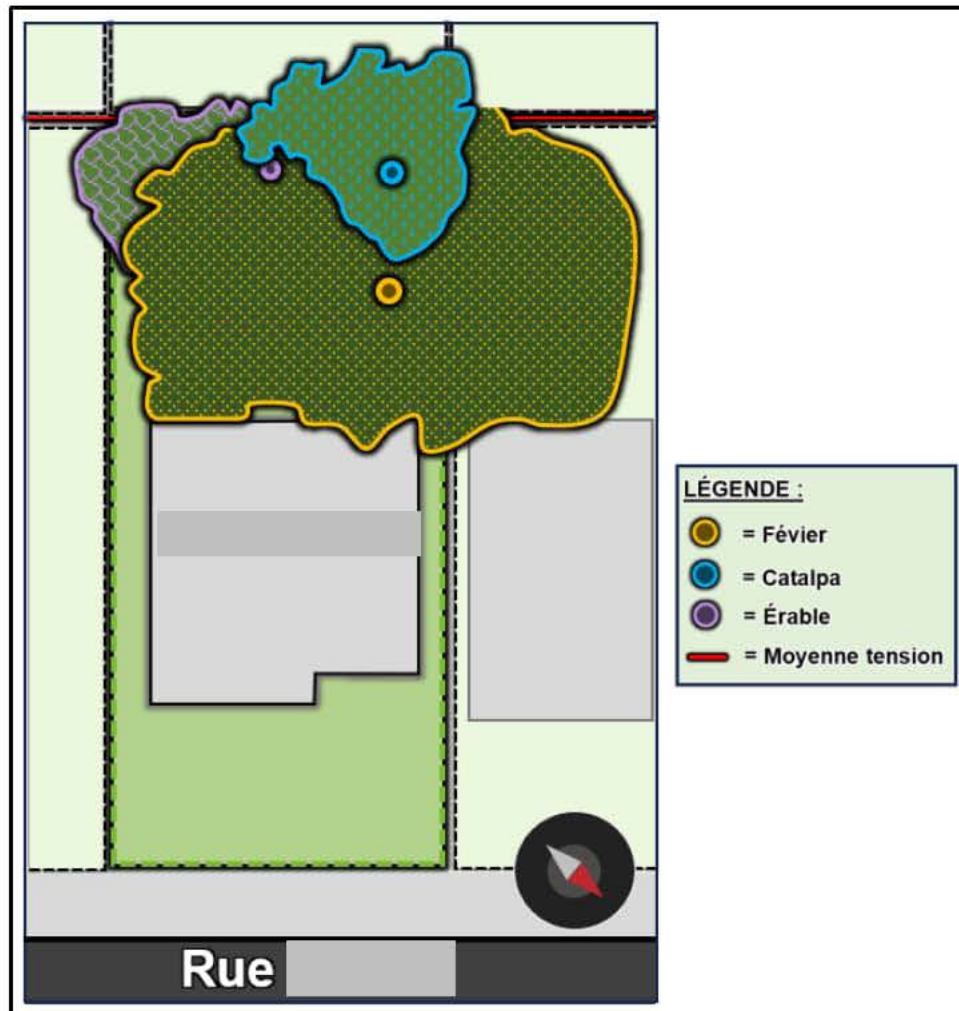 LÉGENDE :
= Févier
= Catalpa
= Érable
= Moyenne tension
Rue